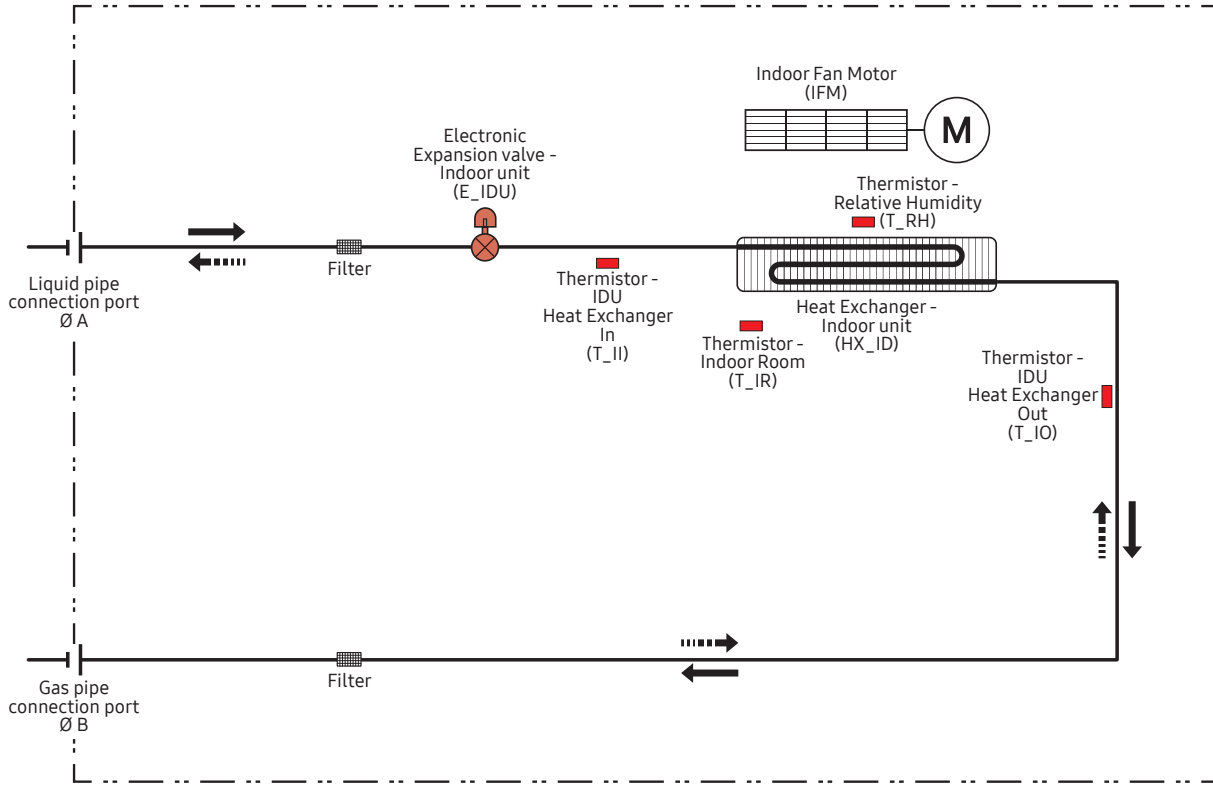 Indoor Fan Motor
(IFM)
M
Electronic
Expansion valve -
Indoor unit
(E_IDU)
Thermistor -
Relative Humidity
(T_RH)
Filter
Liquid pipe
connection port
Ø A
Thermistor -
IDU
Heat Exchanger
In
(T_II)
Heat Exchanger -
Indoor unit
(HX_ID)
Thermistor -
Indoor Room
(T_IR)
Thermistor -
IDU
Heat Exchanger
Out
(T_IO)
Filter
Gas pipe
connection port
Ø B